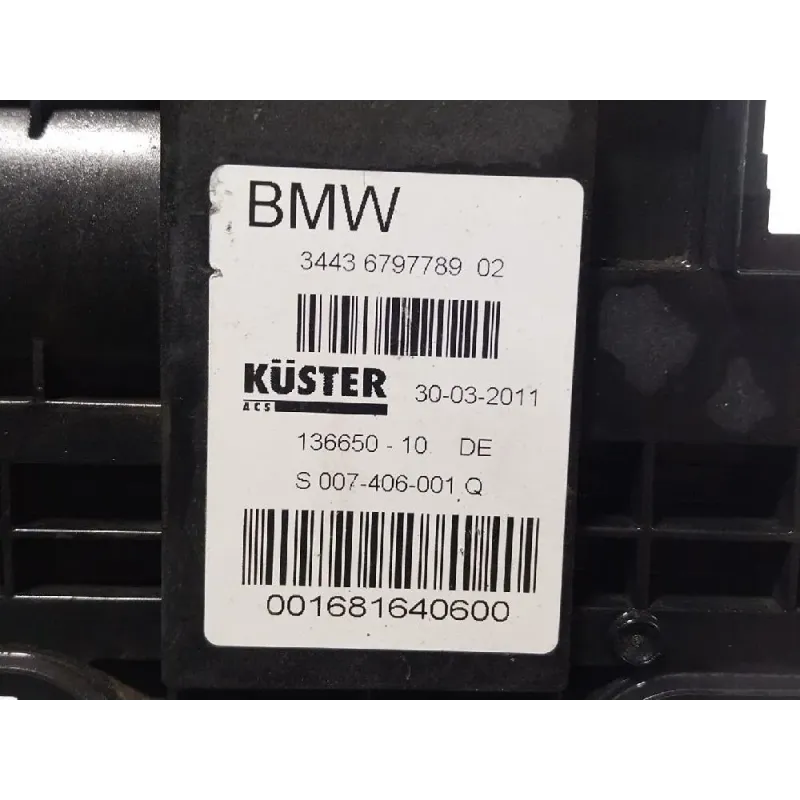 BMW
3443 6797789 02
KÜSTER 30-03-2011
ACS
136650 - 10 DE
S 007-406-001 Q
001681640600